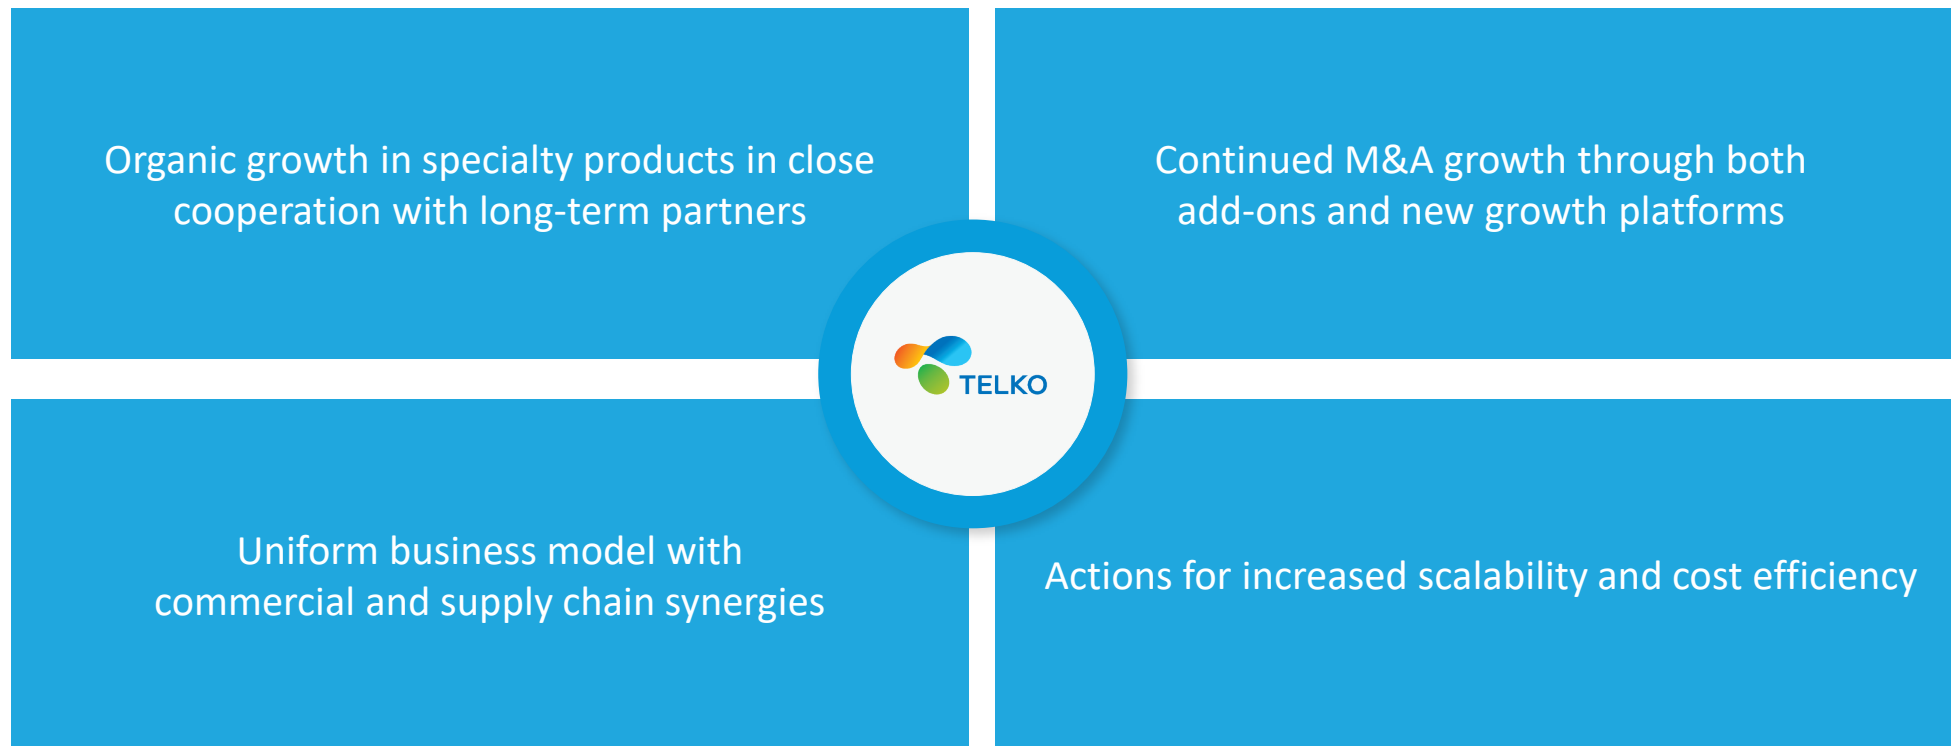 Organic growth in specialty products in close
cooperation with long-term partners
Continued M&A growth through both
add-ons and new growth platforms
TELKO
Uniform business model with
commercial and supply chain synergies
Actions for increased scalability and cost efficiency